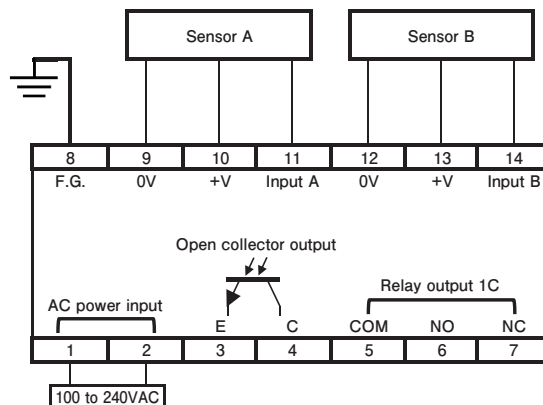 Sensor A Sensor B
8 9 10 11 12 13 14
F.G. 0V +V Input A 0V +V Input B
Open collector output
AC power input Relay output 1C
E C COM NO NC
1 2 3 4 5 6 7
100 to 240VAC